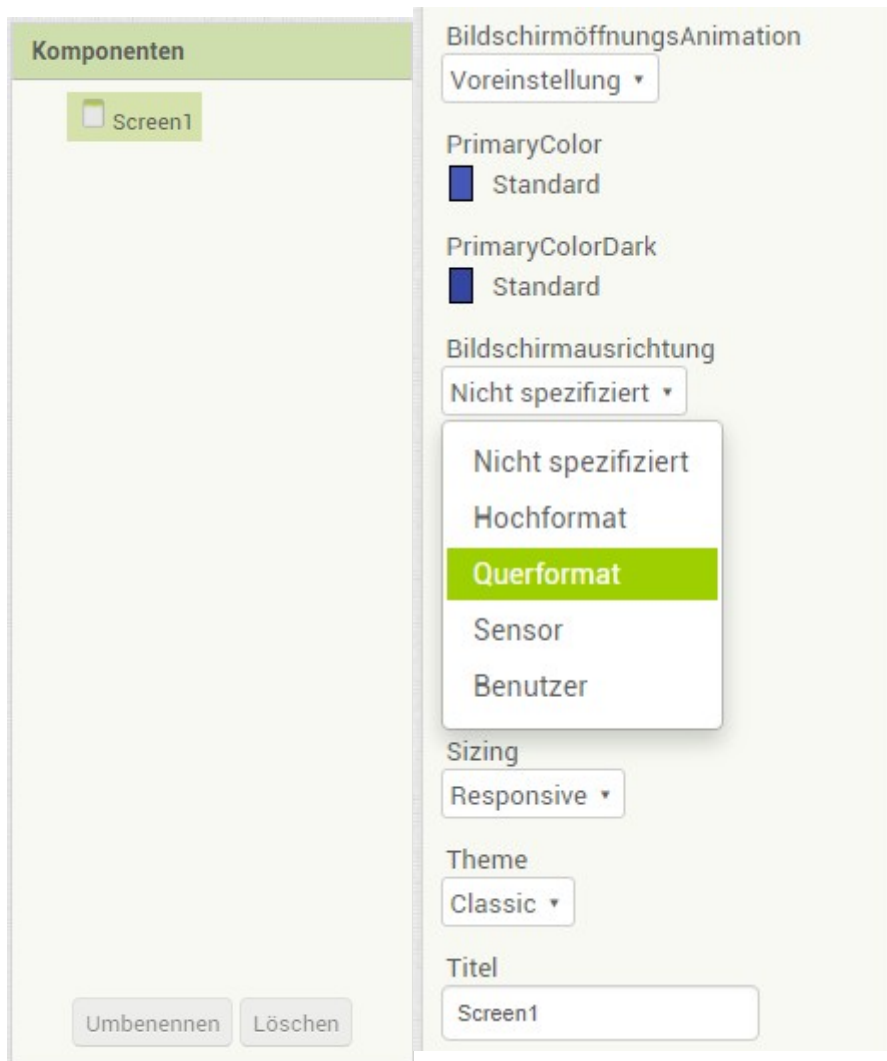 Komponenten
Screen1
Umbenennen
Löschen
BildschirmöffnungsAnimation
Voreinstellung
PrimaryColor
Standard
PrimaryColorDark
Standard
Bildschirmausrichtung
Nicht spezifiziert
Nicht spezifiziert
Hochformat
Querformat
Sensor
Benutzer
Sizing
Responsive
Theme
Classic
Titel
Screen1